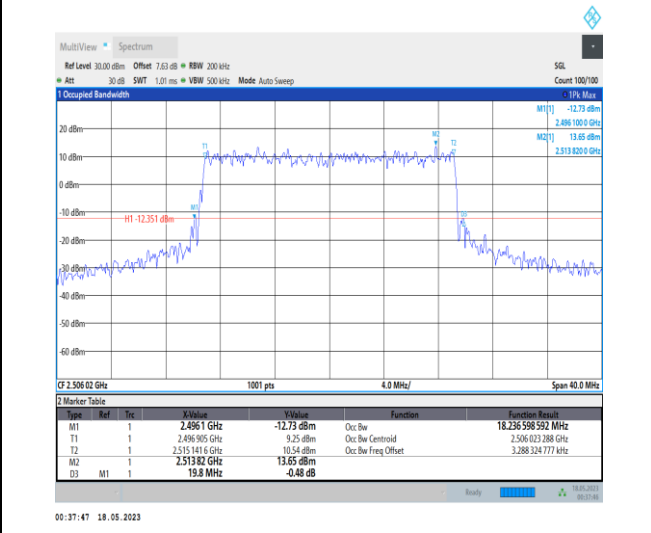 MultiView Spectrum
Ref Level 30.00 dBm Offset 7.63 dB RBW 200 kHz SGL
Att 30 dB SWT 1.01 ms VBW 500 kHz Mode Auto Sweep Count 100/100
1 Occupied Bandwidth 1Pk Max
M1[1] -12.73 dBm
2.496 100 0 GHz
M2[1] 13.65 dBm
2.513 820 0 GHz
20 dBm
M2
T1
T2
10 dBm
0 dBm
-10 dBm
M1
H1 -12.351 dBm
D3
-20 dBm
-30 dBm
-40 dBm
-50 dBm
-60 dBm
CF 2.506 02 GHz 1001 pts 4.0 MHz/ Span 40.0 MHz
2 Marker Table
Type Ref Trc X-Value Y-Value Function Function Result
M1 1 2.4961 GHz -12.73 dBm Occ Bw 18.236 598 592 MHz
T1 1 2.496 905 GHz 9.25 dBm Occ Bw Centroid 2.506 023 288 GHz
T2 1 2.515 141 6 GHz 10.54 dBm Occ Bw Freq Offset 3.288 324 777 kHz
M2 1 2.513 82 GHz 13.65 dBm
D3 M1 1 19.8 MHz -0.48 dB
Ready 18.05.2023
00:37:46
00:37:47 18.05.2023